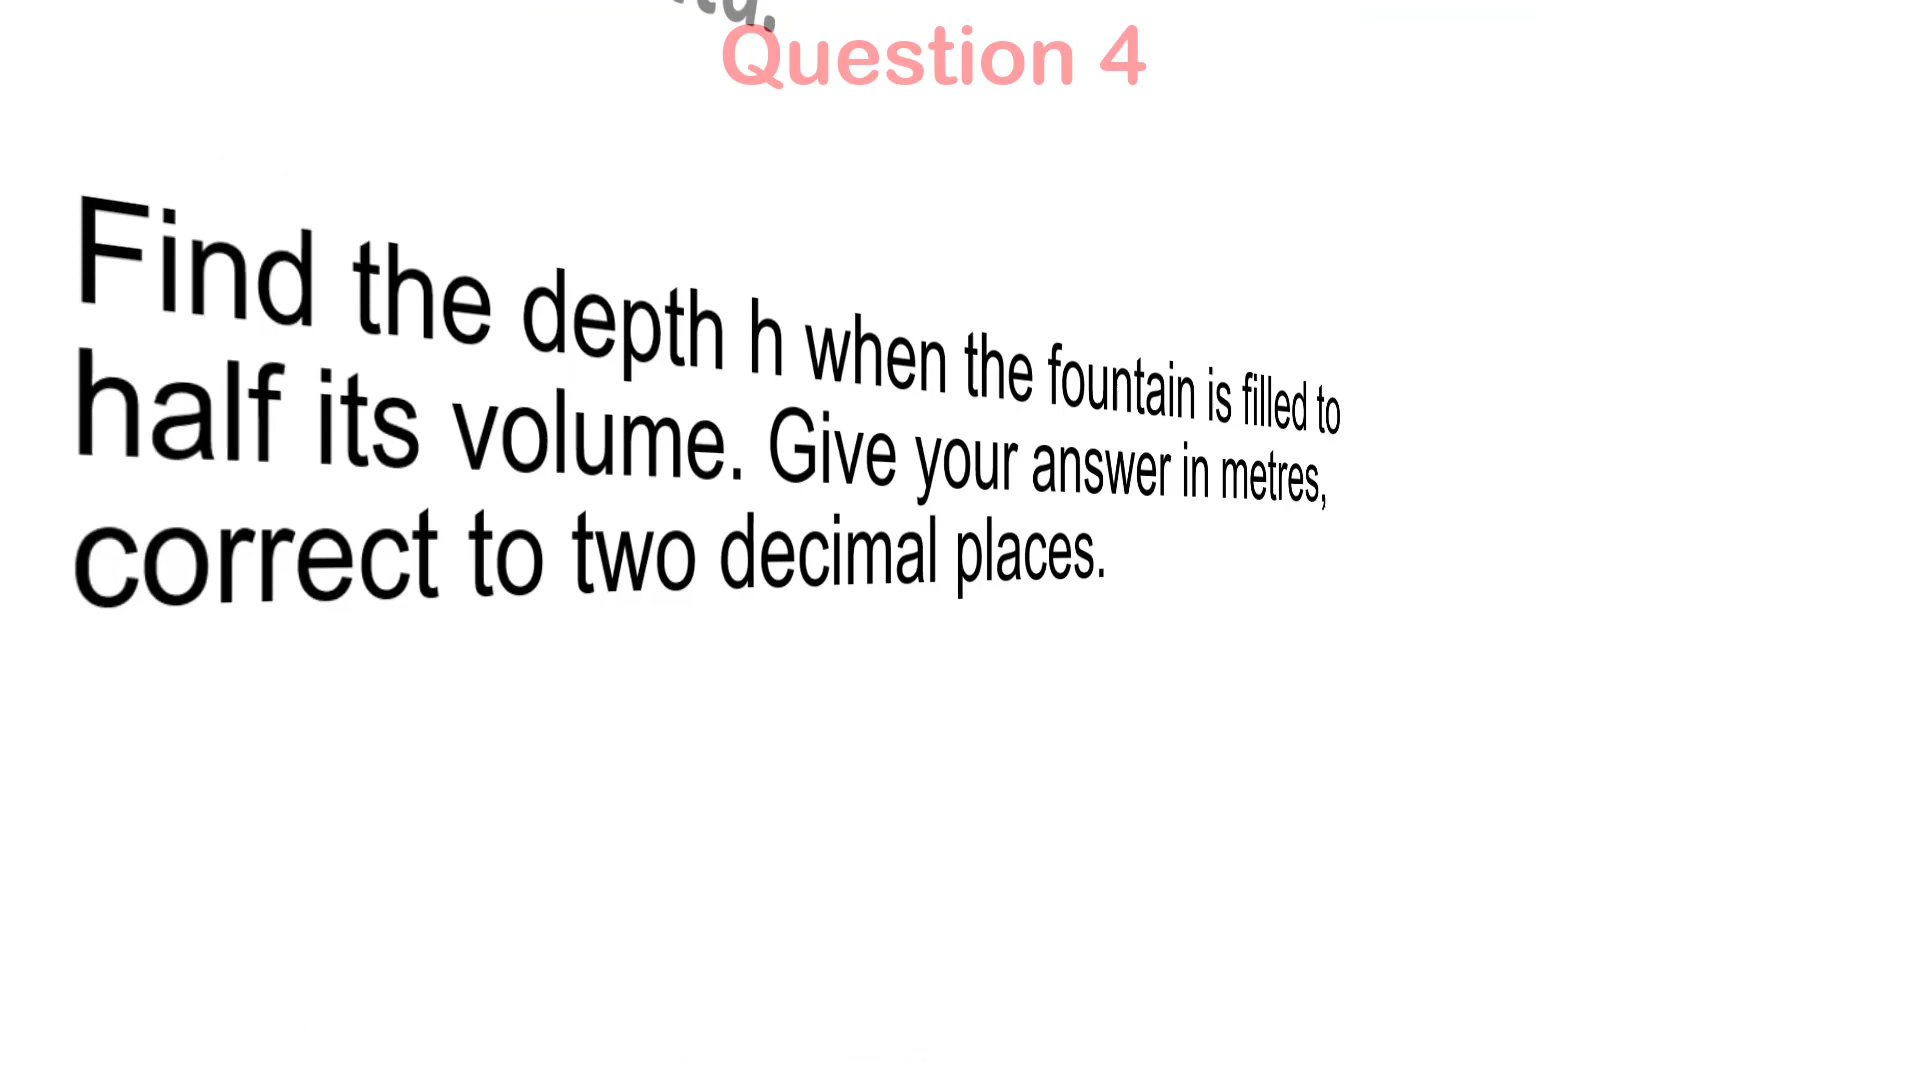 Question 4
Find the depth h when the fountain is filled to
half its volume. Give your answer in metres,
correct to two decimal places.